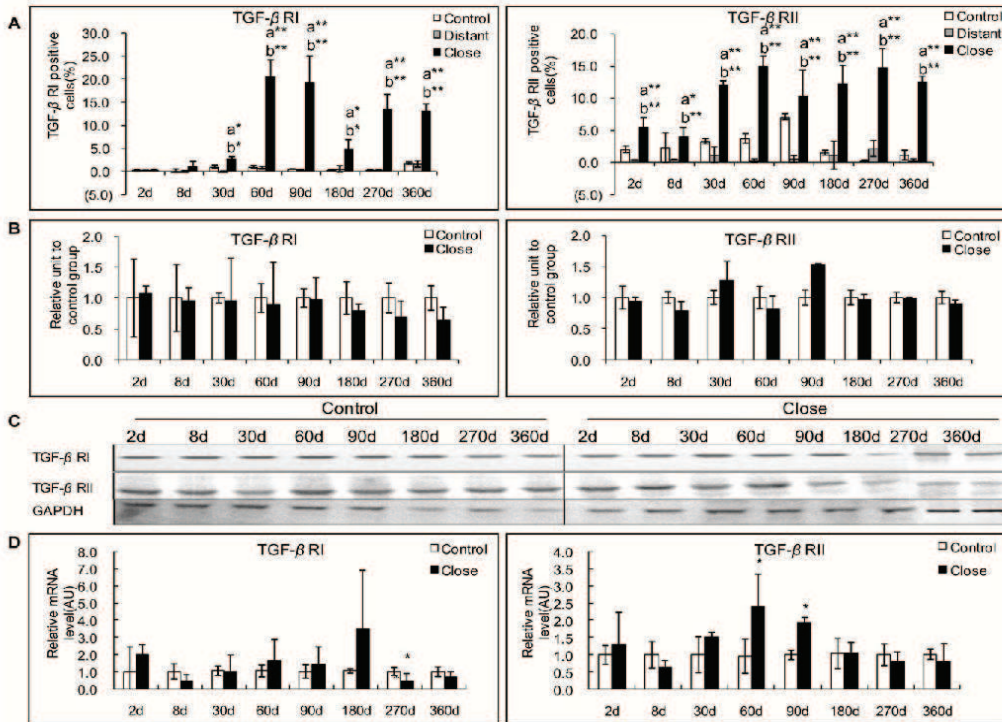 A
TGF-β RI
Control
Distant
Close
TGF-β RI positive
cells(%)
30.0
25.0
20.0
15.0
10.0
5.0
0.0
(5.0)
a*
b*
a**
b**
a**
b**
a*
b*
a**
b**
a**
b**
2d 8d 30d 60d 90d 180d 270d 360d
TGF-β RII
Control
Distant
Close
TGF-β RII positive
cells(%)
20.0
15.0
10.0
5.0
0.0
(5.0)
a**
b**
a*
b**
a**
b**
a**
b**
a**
b**
a**
b**
a**
b**
a**
b**
2d 8d 30d 60d 90d 180d 270d 360d
B
TGF-β RI
Control
Close
Relative unit to
control group
2.0
1.5
1.0
0.5
0.0
2d 8d 30d 60d 90d 180d 270d 360d
TGF-β RII
Control
Close
Relative unit to
control group
2.0
1.5
1.0
0.5
0.0
2d 8d 30d 60d 90d 180d 270d 360d
C
Control Close
2d 8d 30d 60d 90d 180d 270d 360d 2d 8d 30d 60d 90d 180d 270d 360d
TGF-β RI
TGF-β RII
GAPDH
D
TGF-β RI
Control
Close
Relative mRNA
level(AU)
8.0
7.0
6.0
5.0
4.0
3.0
2.0
1.0
0.0
*
2d 8d 30d 60d 90d 180d 270d 360d
TGF-β RII
Control
Close
Relative mRNA
level(AU)
4.0
3.5
3.0
2.5
2.0
1.5
1.0
0.5
0.0
*
*
2d 8d 30d 60d 90d 180d 270d 360d